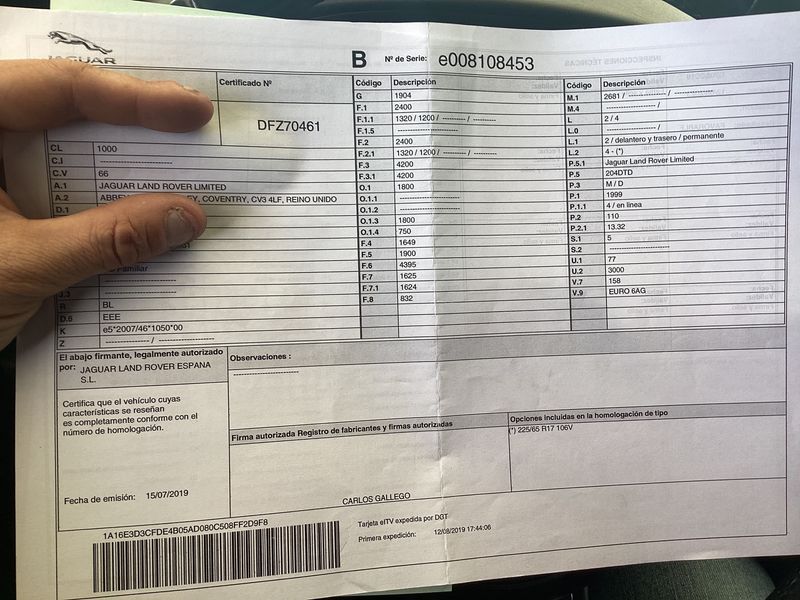 JAGUAR
B Nº de Serie: e008108453
Certificado Nº
DFZ70461
CL 1000
C.I --------------------
C.V 66
A.1 JAGUAR LAND ROVER LIMITED
A.2 COVENTRY, CV3 4LF, REINO UNIDO
D.1
Familiar
--------------------
J.3 --------------------
R BL
D.6 EEE
K e5*2007/46*1050*00
Z ------------ / ---------------
Código Descripción
G 1904
F.1 2400
F.1.1 1320 / 1200 / ---------- / ----------
F.1.5 --------------------
F.2 2400
F.2.1 1320 / 1200 / ---------- / ----------
F.3 4200
F.3.1 4200
O.1 1800
O.1.1 --------------------
O.1.2 --------------------
O.1.3 1800
O.1.4 750
F.4 1649
F.5 1900
F.6 4395
F.7 1625
F.7.1 1624
F.8 832
Código Descripción
M.1 2681 / --------------- / ---------------
M.4 --------------- /
L 2 / 4
L.0 --------------- /
L.1 2 / delantero y trasero / permanente
L.2 4 - (*)
P.5.1 Jaguar Land Rover Limited
P.5 204DTD
P.3 M / D
P.1 1999
P.1.1 4 / en línea
P.2 110
P.2.1 13.32
S.1 5
S.2 --------------------
U.1 77
U.2 3000
V.7 158
V.9 EURO 6AG
El abajo firmante, legalmente autorizado
por: JAGUAR LAND ROVER ESPANA
S.L.
Certifica que el vehículo cuyas
características se reseñan
es completamente conforme con el
número de homologación.
Fecha de emisión: 15/07/2019
Observaciones :
--------------------
Firma autorizada Registro de fabricantes y firmas autorizadas
CARLOS GALLEGO
Opciones incluidas en la homologación de tipo
(*) 225/65 R17 106V
1A16E3D3CFDE4B05AD080C508FF2D9F8
Tarjeta eITV expedida por DGT
Primera expedición: 12/08/2019 17:44:06